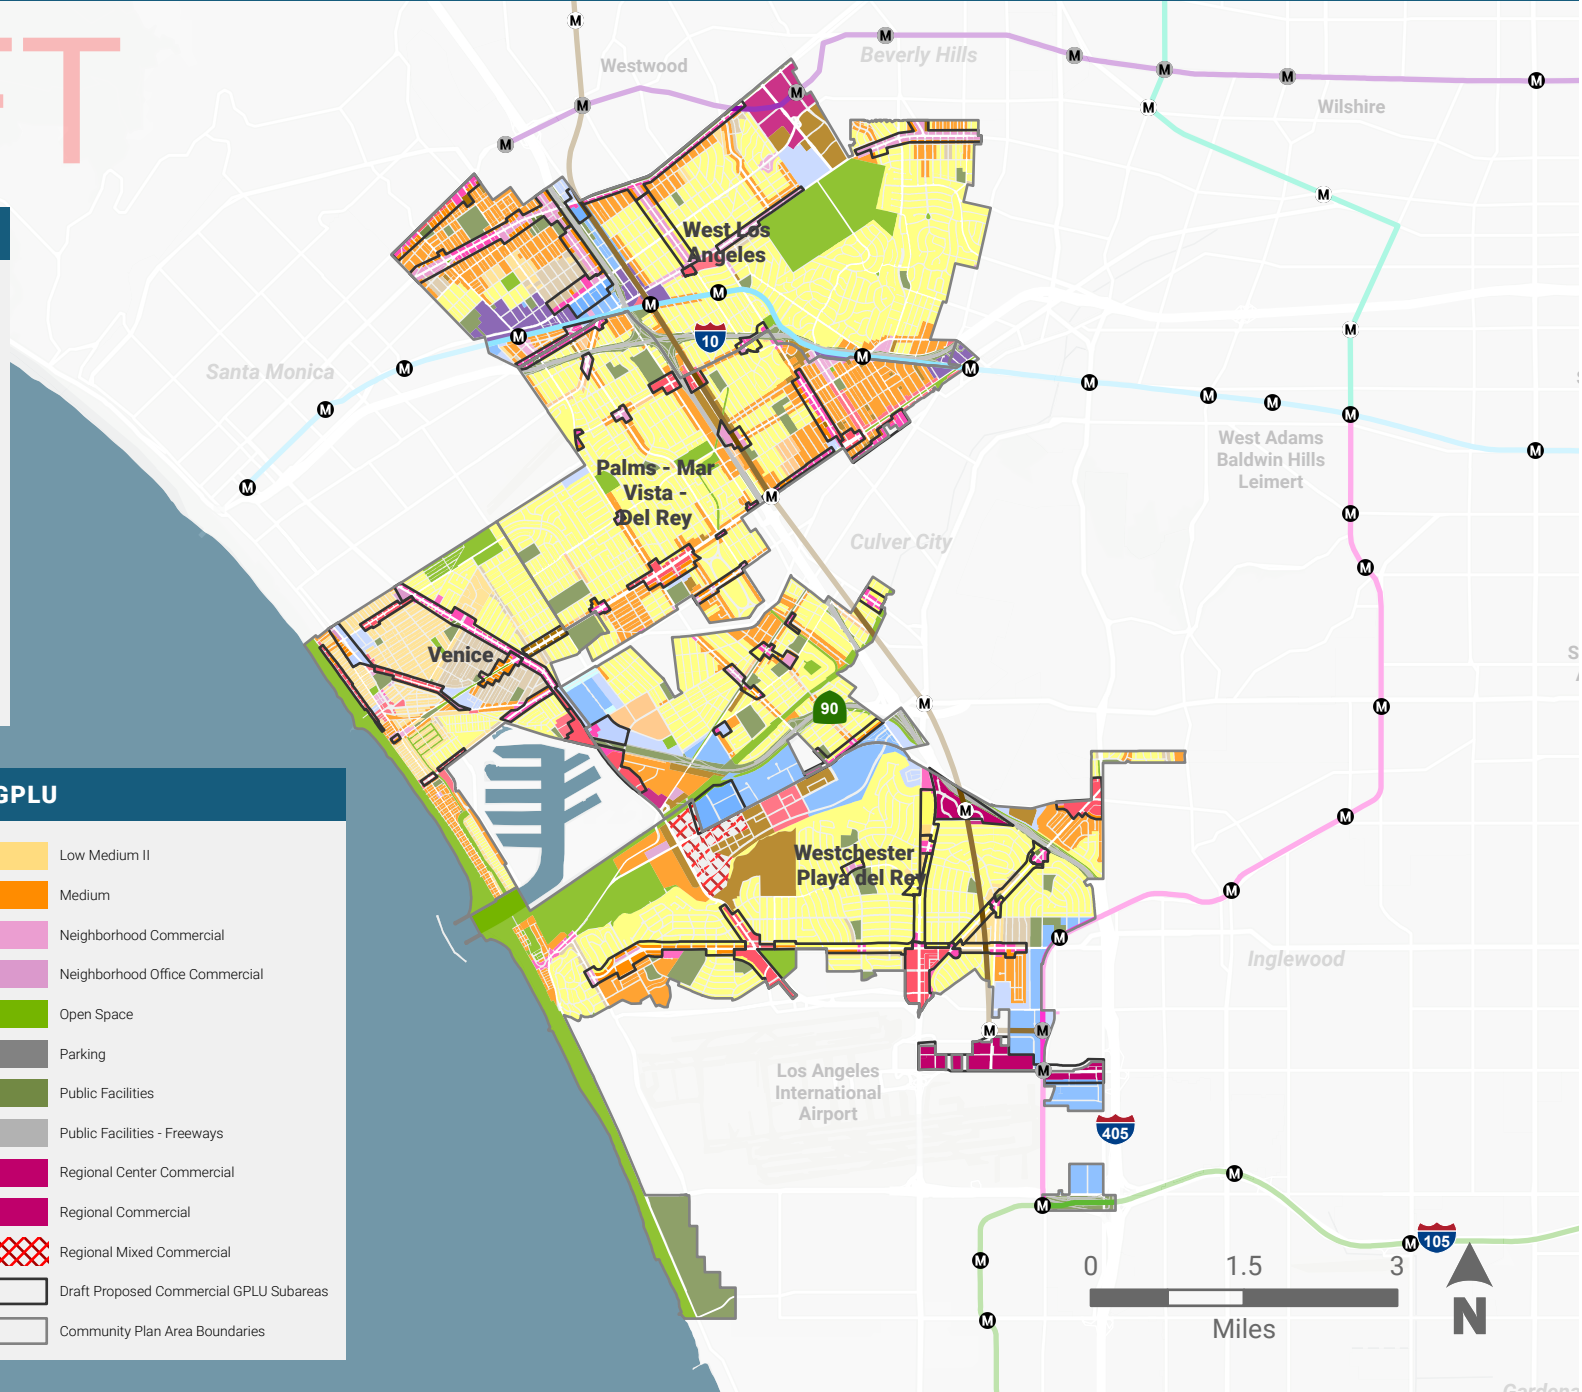 FT
M
Westwood
Beverly Hills
Wilshire
West Los
Angeles
10
Santa Monica
West Adams
Baldwin Hills
Leimert
Palms - Mar
Vista -
Del Rey
Culver City
Venice
90
GPLU
Low Medium II
Medium
Neighborhood Commercial
Neighborhood Office Commercial
Open Space
Parking
Public Facilities
Public Facilities - Freeways
Regional Center Commercial
Regional Commercial
Regional Mixed Commercial
Draft Proposed Commercial GPLU Subareas
Community Plan Area Boundaries
Westchester
Playa del Rey
Inglewood
Los Angeles
International
Airport
405
105
0 1.5 3
Miles
N